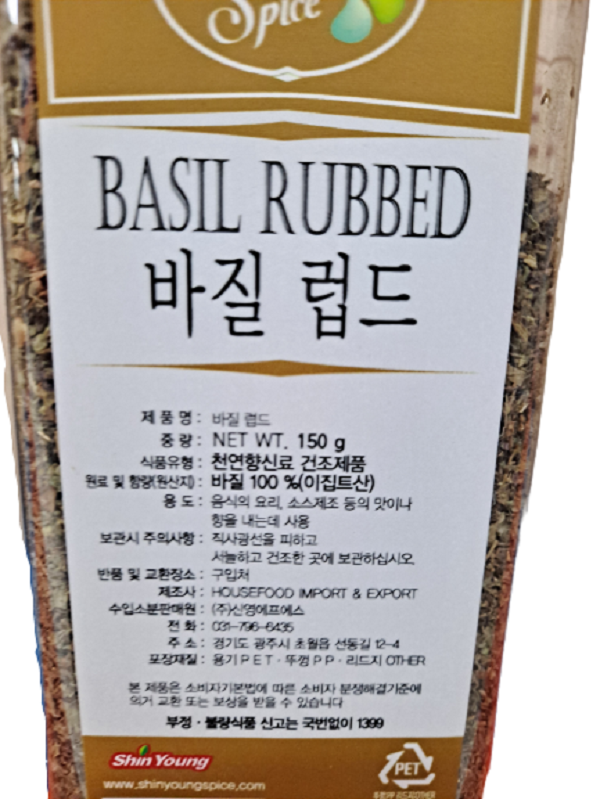 Spice
BASIL RUBBED
바질 럽드
제 품 명 : 바질 럽드
중 량 : NET WT. 150 g
식품유형 : 천연향신료 건조제품
원료 및 함량(원산지) : 바질 100 %(이집트산)
용 도 : 음식의 요리, 소스제조 등의 맛이나
향을 내는데 사용
보관시 주의사항 : 직사광선을 피하고
서늘하고 건조한 곳에 보관하십시오.
반품 및 교환장소 : 구입처
제조사 : HOUSEFOOD IMPORT & EXPORT
수입소분판매원 : (주)신영에프에스
전 화 : 031-796-6435
주 소 : 경기도 광주시 초월읍 선동길 12-4
포장재질 : 용기 P E T · 뚜껑 P P · 리드지 OTHER
본 제품은 소비자기본법에 따른 소비자 분쟁해결기준에
의거 교환 또는 보상을 받을 수 있습니다
부정 · 불량식품 신고는 국번없이 1399
Shin Young
www.shinyoungspice.com
PET